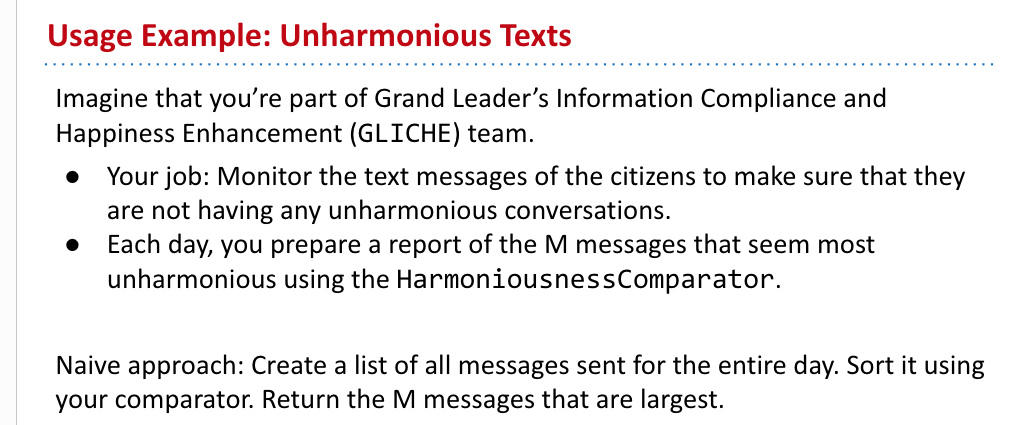 Usage Example: Unharmonious Texts
Imagine that you’re part of Grand Leader’s Information Compliance and
Happiness Enhancement (GLICHE) team.
● Your job: Monitor the text messages of the citizens to make sure that they
are not having any unharmonious conversations.
● Each day, you prepare a report of the M messages that seem most
unharmonious using the HarmoniousnessComparator.
Naive approach: Create a list of all messages sent for the entire day. Sort it using
your comparator. Return the M messages that are largest.